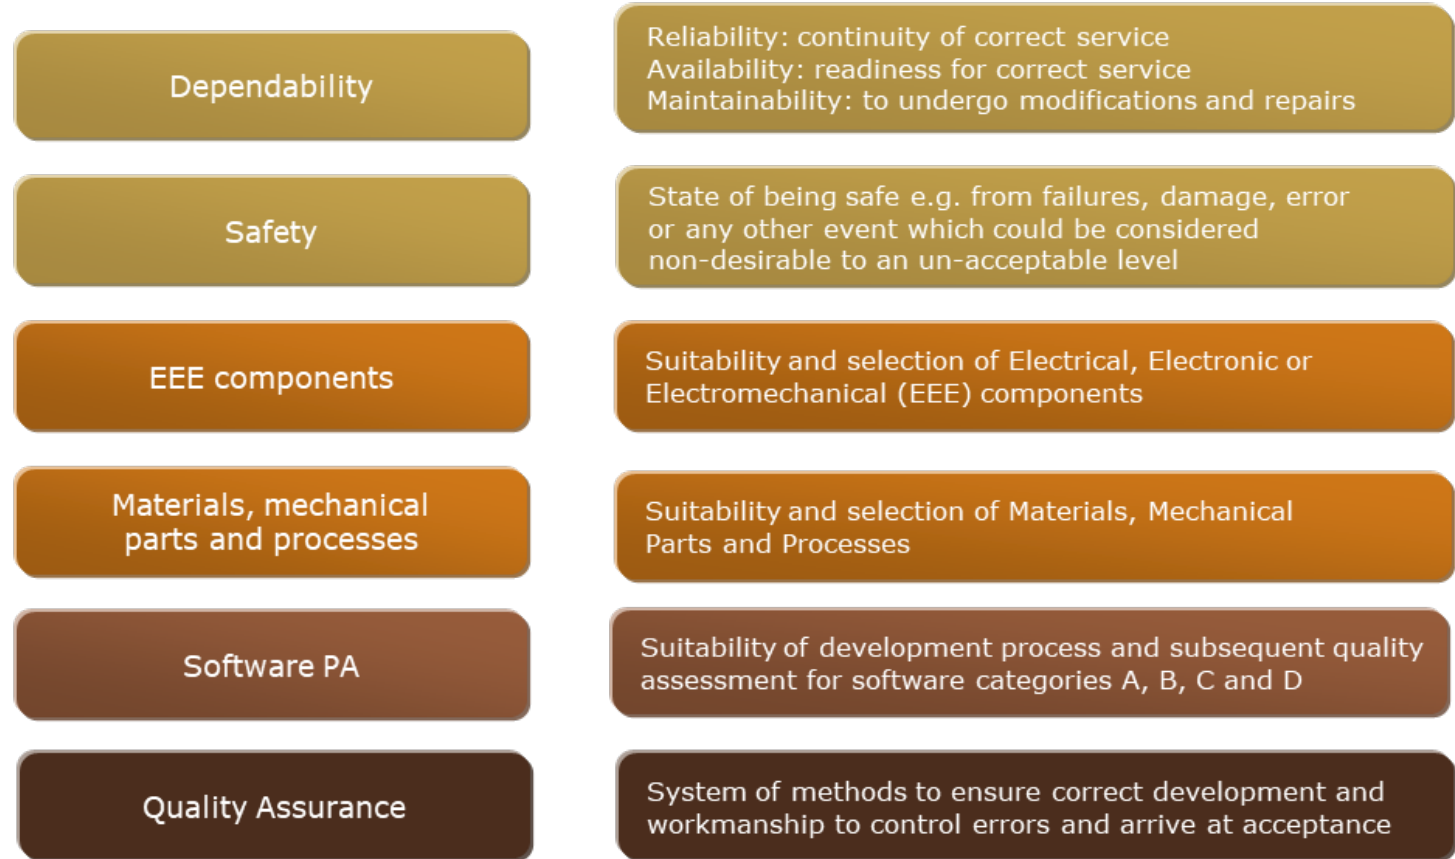 Dependability
Reliability: continuity of correct service
Availability: readiness for correct service
Maintainability: to undergo modifications and repairs
Safety
State of being safe e.g. from failures, damage, error
or any other event which could be considered
non-desirable to an un-acceptable level
EEE components
Suitability and selection of Electrical, Electronic or
Electromechanical (EEE) components
Materials, mechanical
parts and processes
Suitability and selection of Materials, Mechanical
Parts and Processes
Software PA
Suitability of development process and subsequent quality
assessment for software categories A, B, C and D
Quality Assurance
System of methods to ensure correct development and
workmanship to control errors and arrive at acceptance